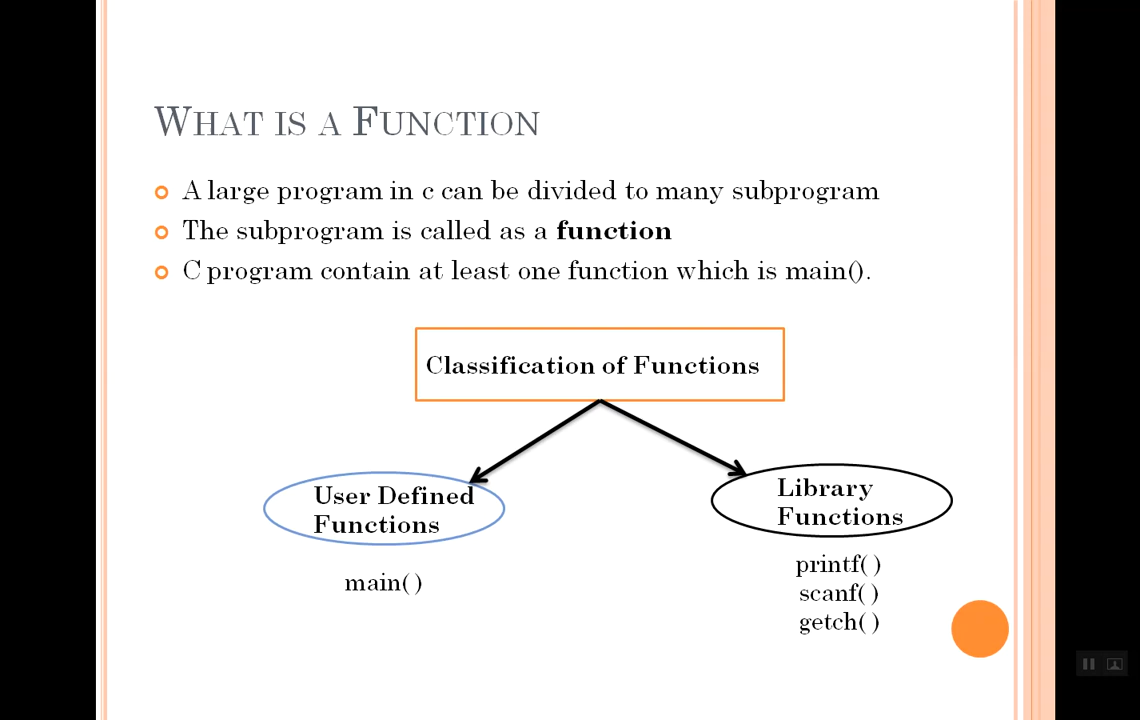 WHAT IS A FUNCTION
A large program in c can be divided to many subprogram
The subprogram is called as a function
C program contain at least one function which is main().
Classification of Functions
User Defined
Functions
main( )
Library
Functions
printf( )
scanf( )
getch( )